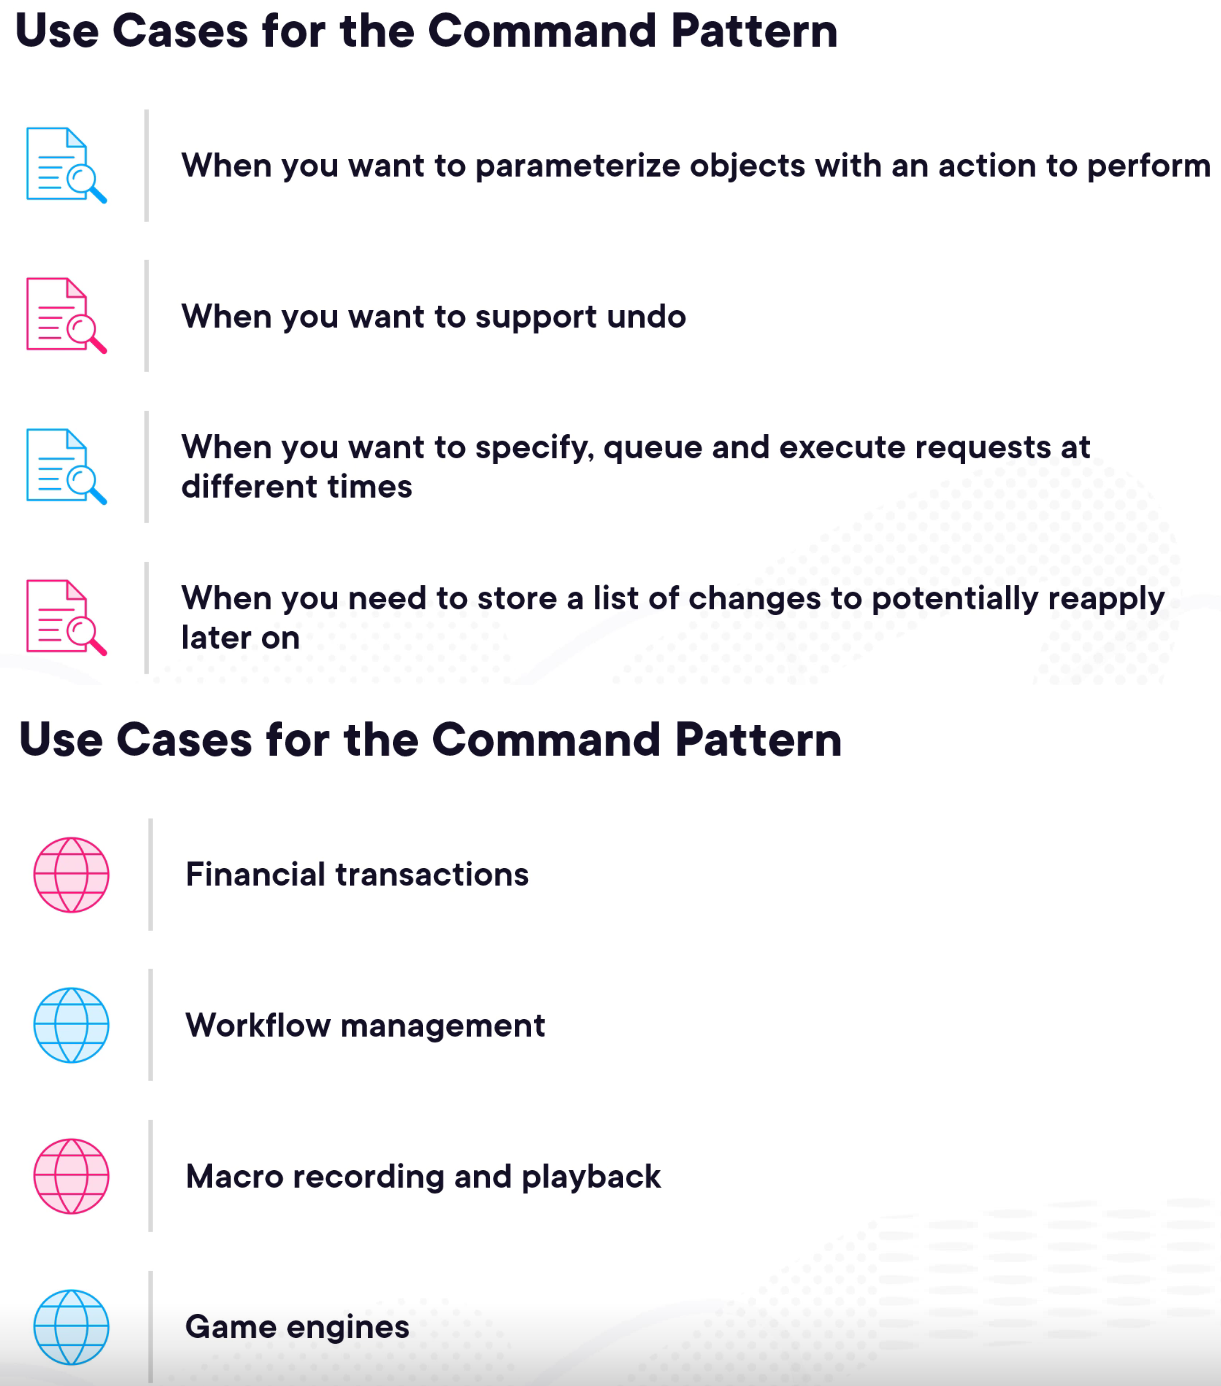 Use Cases for the Command Pattern
When you want to parameterize objects with an action to perform
When you want to support undo
When you want to specify, queue and execute requests at
different times
When you need to store a list of changes to potentially reapply
later on
Use Cases for the Command Pattern
Financial transactions
Workflow management
Macro recording and playback
Game engines